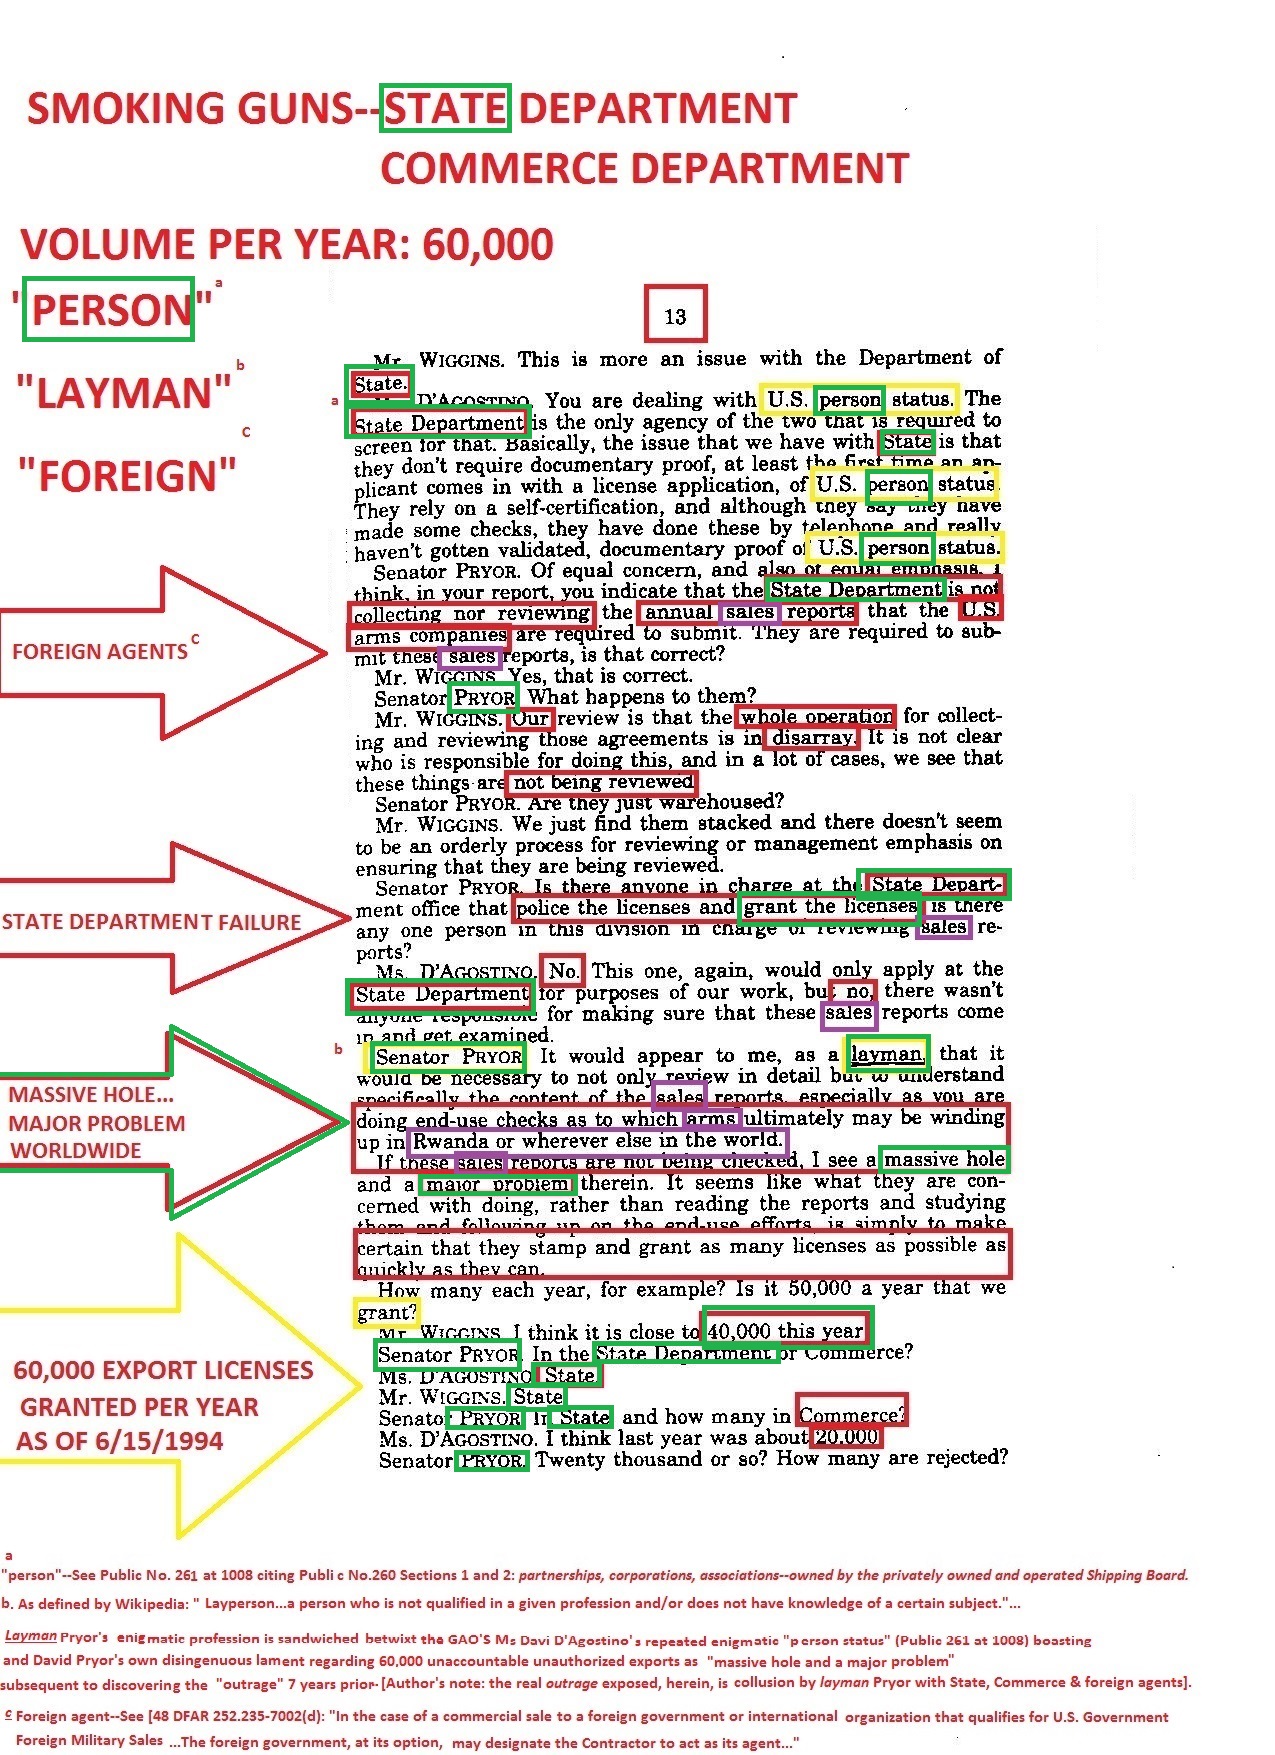 SMOKING GUNS--STATE DEPARTMENT
COMMERCE DEPARTMENT
VOLUME PER YEAR: 60,000
"PERSON" a
"LAYMAN" b
"FOREIGN" c
13
Mr. WIGGINS. This is more an issue with the Department of
State.
a
Ms. D'AGOSTINO. You are dealing with U.S. person status. The
State Department is the only agency of the two that is required to
screen for that. Basically, the issue that we have with State is that
they don't require documentary proof, at least the first time an ap-
plicant comes in with a license application, of U.S. person status.
They rely on a self-certification, and although they say they have
made some checks, they have done these by telephone and really
haven't gotten validated, documentary proof of U.S. person status.
Senator PRYOR. Of equal concern, and also of equal emphasis, I
think, in your report, you indicate that the State Department is not
collecting nor reviewing the annual sales reports that the U.S.
arms companies are required to submit. They are required to sub-
mit these sales reports, is that correct?
Mr. WIGGINS. Yes, that is correct.
Senator PRYOR. What happens to them?
Mr. WIGGINS. Our review is that the whole operation for collect-
ing and reviewing those agreements is in disarray. It is not clear
who is responsible for doing this, and in a lot of cases, we see that
these things are not being reviewed.
Senator PRYOR. Are they just warehoused?
Mr. WIGGINS. We just find them stacked and there doesn't seem
to be an orderly process for reviewing or management emphasis on
ensuring that they are being reviewed.
Senator PRYOR. Is there anyone in charge at the State Depart-
ment office that police the licenses and grant the licenses, is there
any one person in this division in charge of reviewing sales re-
ports?
Ms. D'AGOSTINO. No. This one, again, would only apply at the
State Department for purposes of our work, but no, there wasn't
anyone responsible for making sure that these sales reports come
in and get examined.
b
Senator PRYOR. It would appear to me, as a layman, that it
would be necessary to not only review in detail but to understand
specifically the content of the sales reports, especially as you are
doing end-use checks as to which arms ultimately may be winding
up in Rwanda or wherever else in the world.
If these sales reports are not being checked, I see a massive hole
and a major problem therein. It seems like what they are con-
cerned with doing, rather than reading the reports and studying
them and following up on the end-use efforts, is simply to make
certain that they stamp and grant as many licenses as possible as
quickly as they can.
How many each year, for example? Is it 50,000 a year that we
grant?
Mr. WIGGINS. I think it is close to 40,000 this year.
Senator PRYOR. In the State Department or Commerce?
Ms. D'AGOSTINO. State.
Mr. WIGGINS. State.
Senator PRYOR. In State and how many in Commerce?
Ms. D'AGOSTINO. I think last year was about 20,000.
Senator PRYOR. Twenty thousand or so? How many are rejected?
FOREIGN AGENTS c
STATE DEPARTMENT FAILURE
MASSIVE HOLE...
MAJOR PROBLEM
WORLDWIDE
60,000 EXPORT LICENSES
GRANTED PER YEAR
AS OF 6/15/1994
a
"person"--See Public No. 261 at 1008 citing Publi c No.260 Sections 1 and 2: partnerships, corporations, associations--owned by the privately owned and operated Shipping Board.
b. As defined by Wikipedia: " Layperson...a person who is not qualified in a given profession and/or does not have knowledge of a certain subject."...
Layman Pryor's enigmatic profession is sandwiched betwixt the GAO'S Ms Davi D'Agostino's repeated enigmatic "person status" (Public 261 at 1008) boasting
and David Pryor's own disingenuous lament regarding 60,000 unaccountable unauthorized exports as "massive hole and a major problem"
subsequent to discovering the "outrage" 7 years prior- [Author's note: the real outrage exposed, herein, is collusion by layman Pryor with State, Commerce & foreign agents].
c Foreign agent--See [48 DFAR 252.235-7002(d): "In the case of a commercial sale to a foreign government or international organization that qualifies for U.S. Government
Foreign Military Sales ...The foreign government, at its option, may designate the Contractor to act as its agent..."